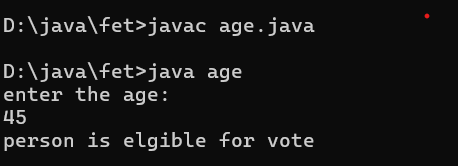 D:\java\fet>javac age.java
D:\java\fet>java age
enter the age:
45
person is elgible for vote